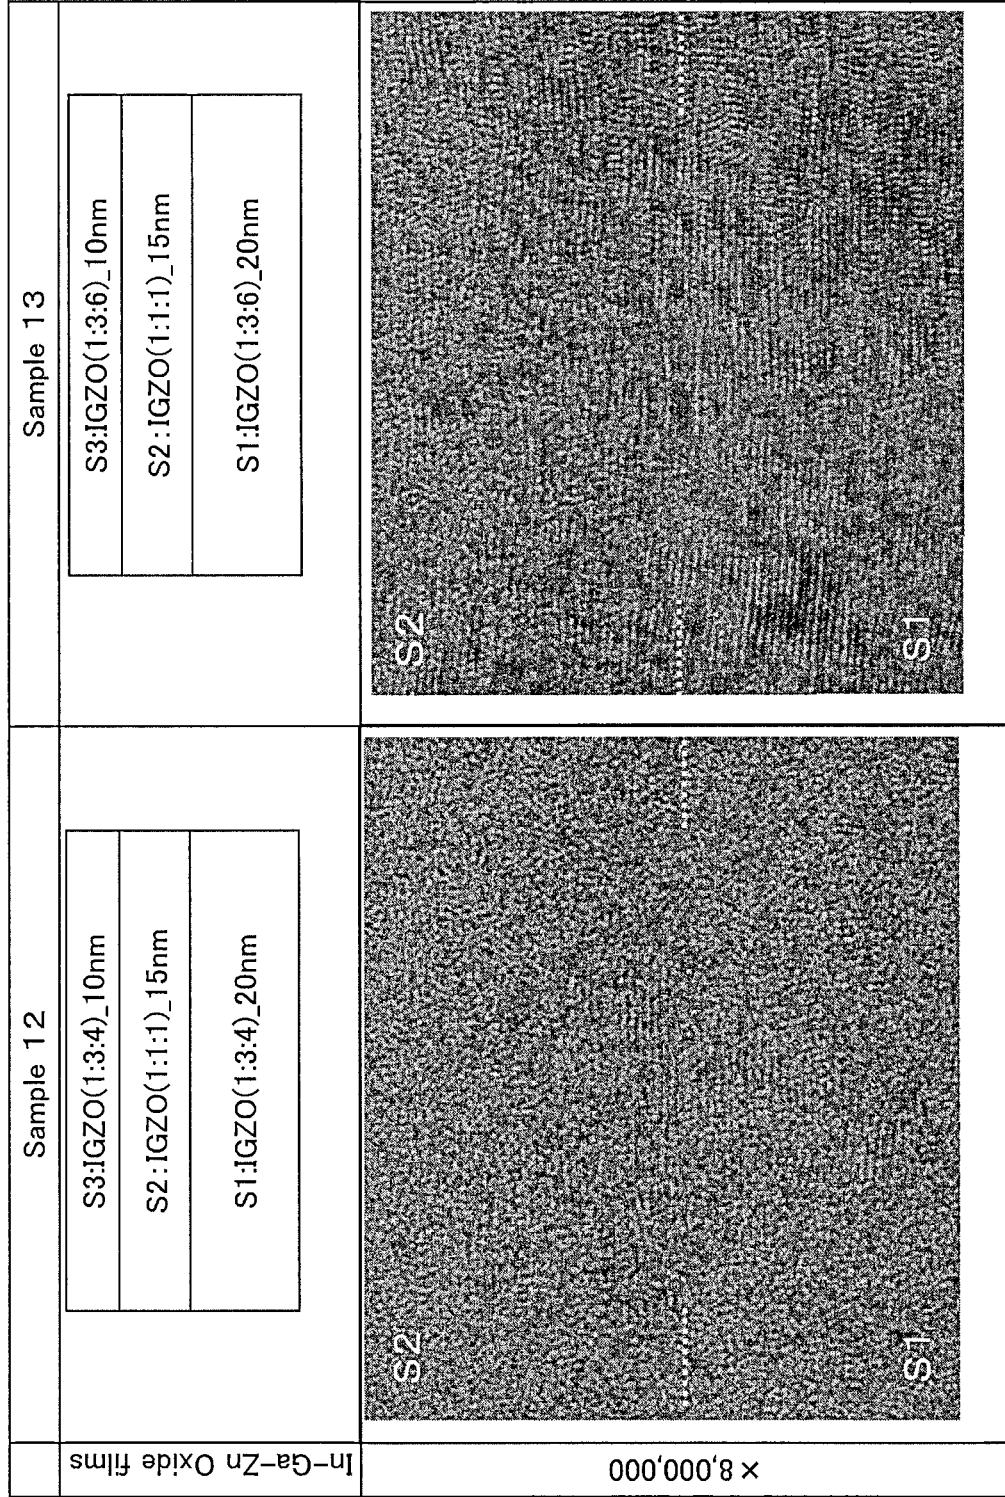 Sample 12
Sample 13
In-Ga-Zn Oxide films
S3:IGZO(1:3:4)_10nm
S2:IGZO(1:1:1)_15nm
S1:IGZO(1:3:4)_20nm
S3:IGZO(1:3:6)_10nm
S2:IGZO(1:1:1)_15nm
S1:IGZO(1:3:6)_20nm
×8,000,000
S2
S1
S2
S1